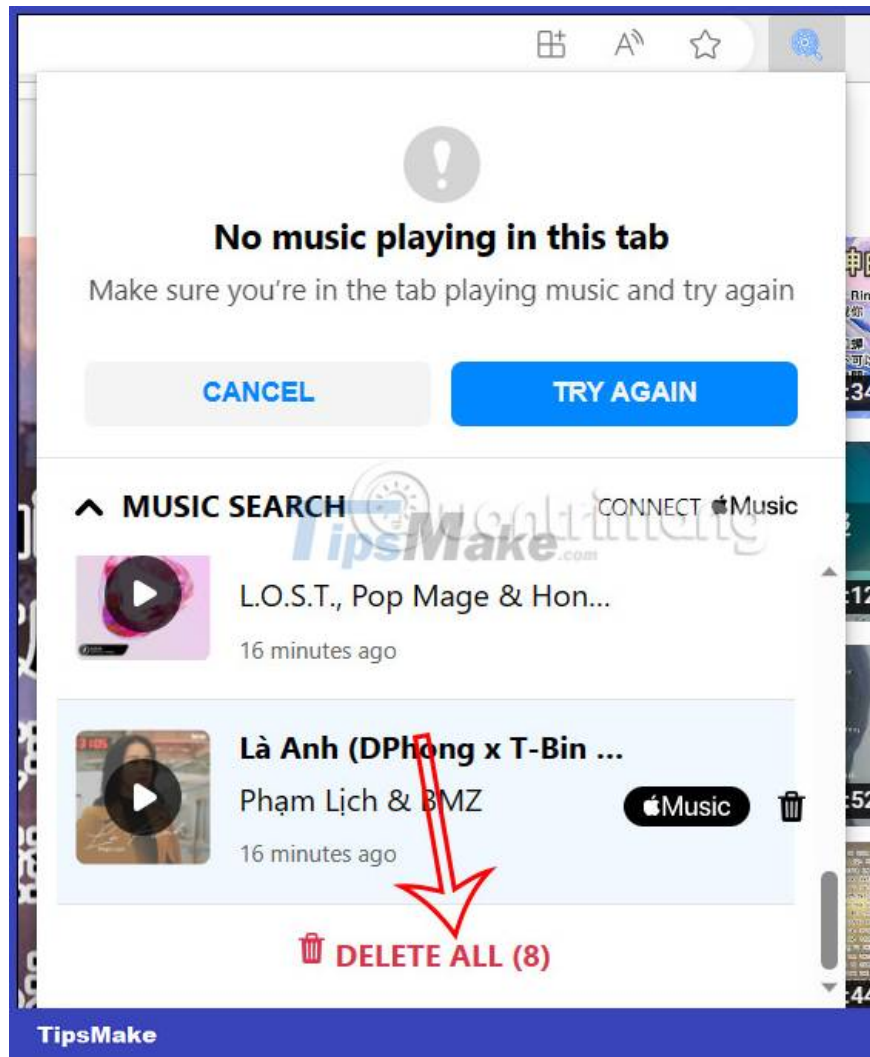 No music playing in this tab
Make sure you're in the tab playing music and try again
CANCEL
TRY AGAIN
MUSIC SEARCH
CONNECT Music
TipsMake.com
quantrimang
L.O.S.T., Pop Mage & Hon...
16 minutes ago
Là Anh (DPhong x T-Bin ...
Phạm Lịch & BMZ
Music
16 minutes ago
DELETE ALL (8)
TipsMake